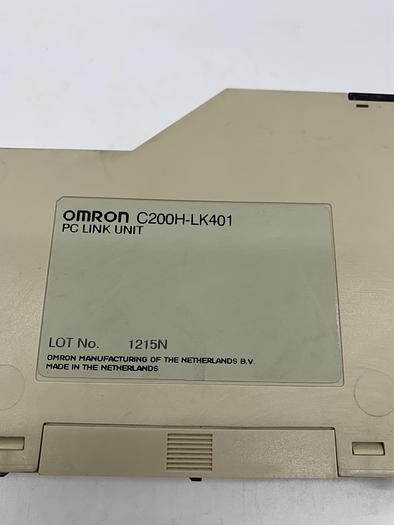 OMRON C200H-LK401
PC LINK UNIT
LOT No. 1215N
OMRON MANUFACTURING OF THE NETHERLANDS B.V.
MADE IN THE NETHERLANDS